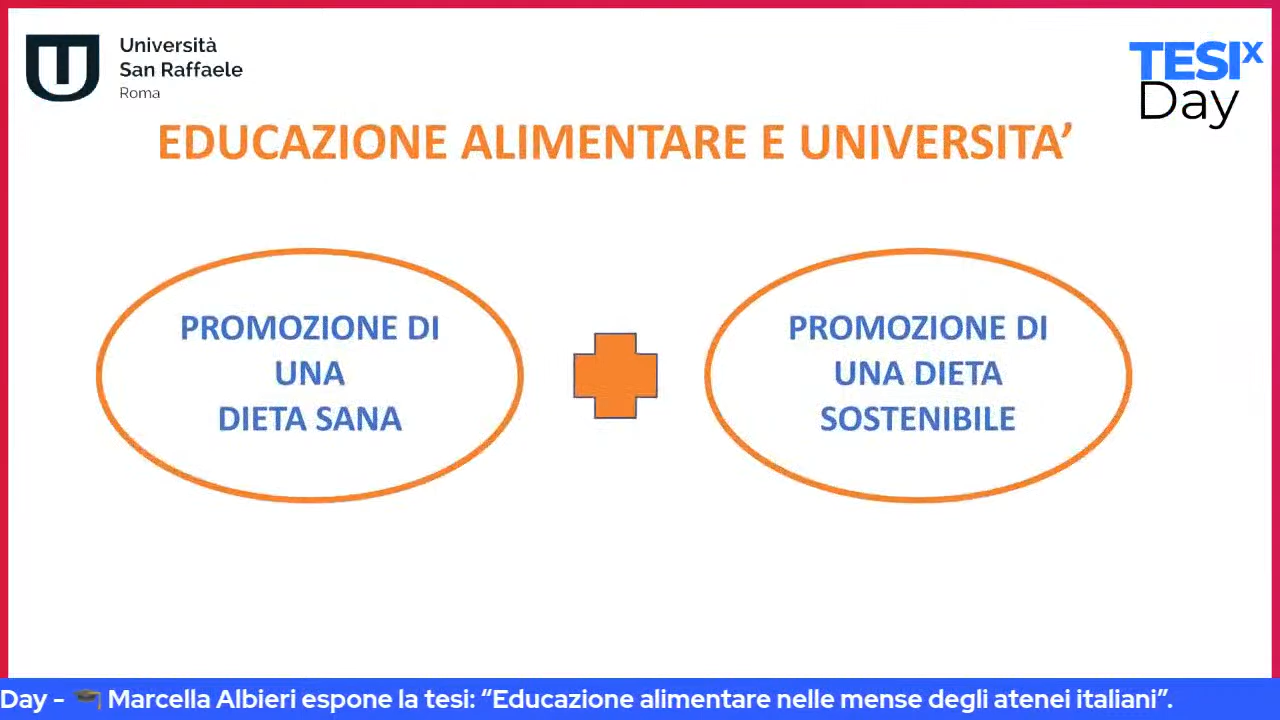 Università
San Raffaele
Roma
TESIx
Day
EDUCAZIONE ALIMENTARE E UNIVERSITA’
PROMOZIONE DI
UNA
DIETA SANA
PROMOZIONE DI
UNA DIETA
SOSTENIBILE
Day - 🎓 Marcella Albieri espone la tesi: “Educazione alimentare nelle mense degli atenei italiani”.